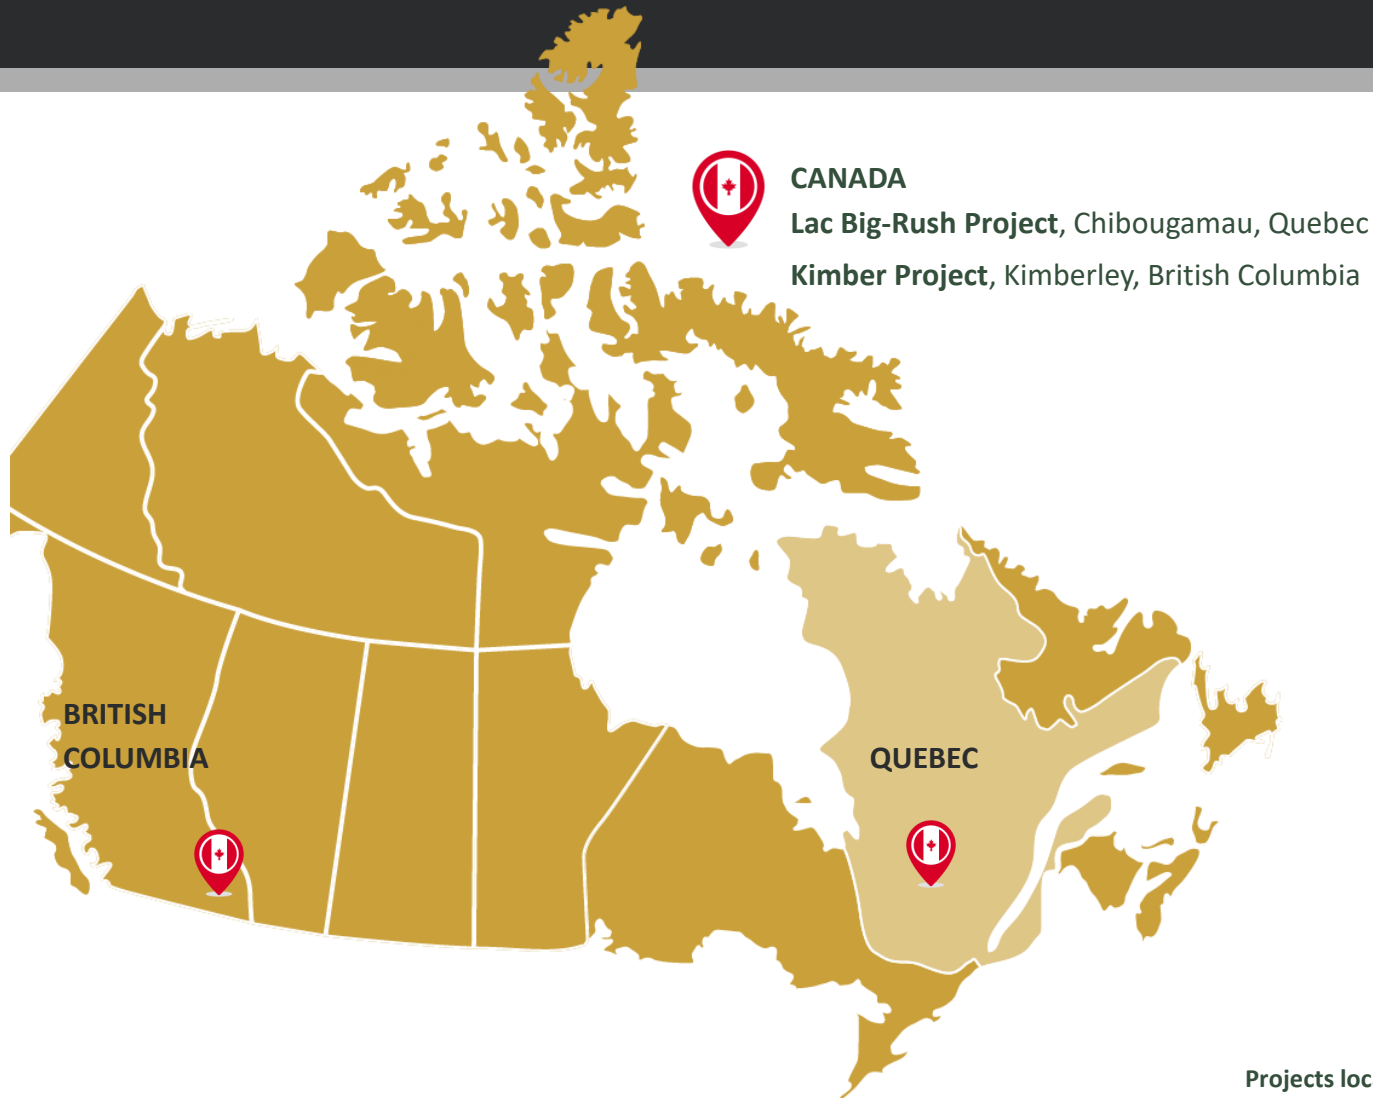 CANADA
Lac Big-Rush Project, Chibougamau, Quebec
Kimber Project, Kimberley, British Columbia
BRITISH
COLUMBIA
QUEBEC
Projects loc